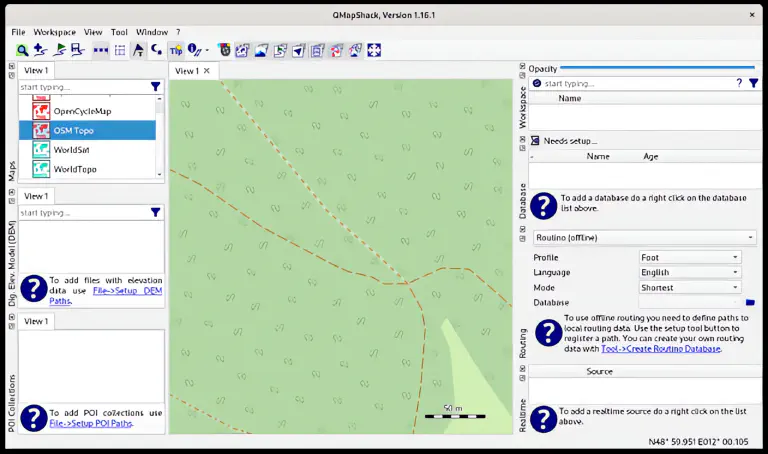 QMapShack, Version 1.16.1
File Workspace View Tool Window ?
Tip
View 1
start typing...
OpenCycleMap
OSM Topo
WorldSat
WorldTopo
Maps
View 1
start typing...
To add files with elevation
data use File->Setup DEM
Paths.
Dig. Elev. Model (DEM)
View 1
To add POI collections use
File->Setup POI Paths.
POI Collections
View 1
50 m
Opacity
start typing...
?
Name
Workspace
Needs setup...
Name Age
To add a database do a right click on the database
list above.
Database
Routino (offline)
Profile Foot
Language English
Mode Shortest
Database
To use offline routing you need to define paths to
local routing data. Use the setup tool button to
register a path. You can create your own routing
data with Tool->Create Routino Database.
Routing
Source
To add a realtime source do a right click on the list
above.
Realtime
N48° 59.951 E012° 00.105